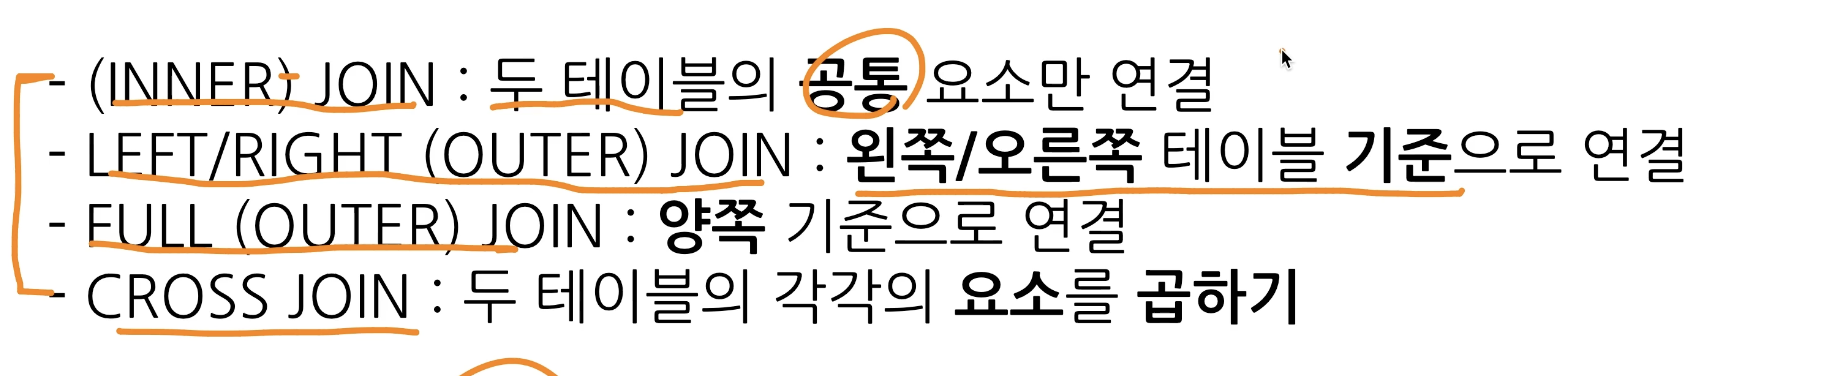 - (INNER) JOIN : 두 테이블의 공통 요소만 연결
- LEFT/RIGHT (OUTER) JOIN : 왼쪽/오른쪽 테이블 기준으로 연결
- FULL (OUTER) JOIN : 양쪽 기준으로 연결
- CROSS JOIN : 두 테이블의 각각의 요소를 곱하기